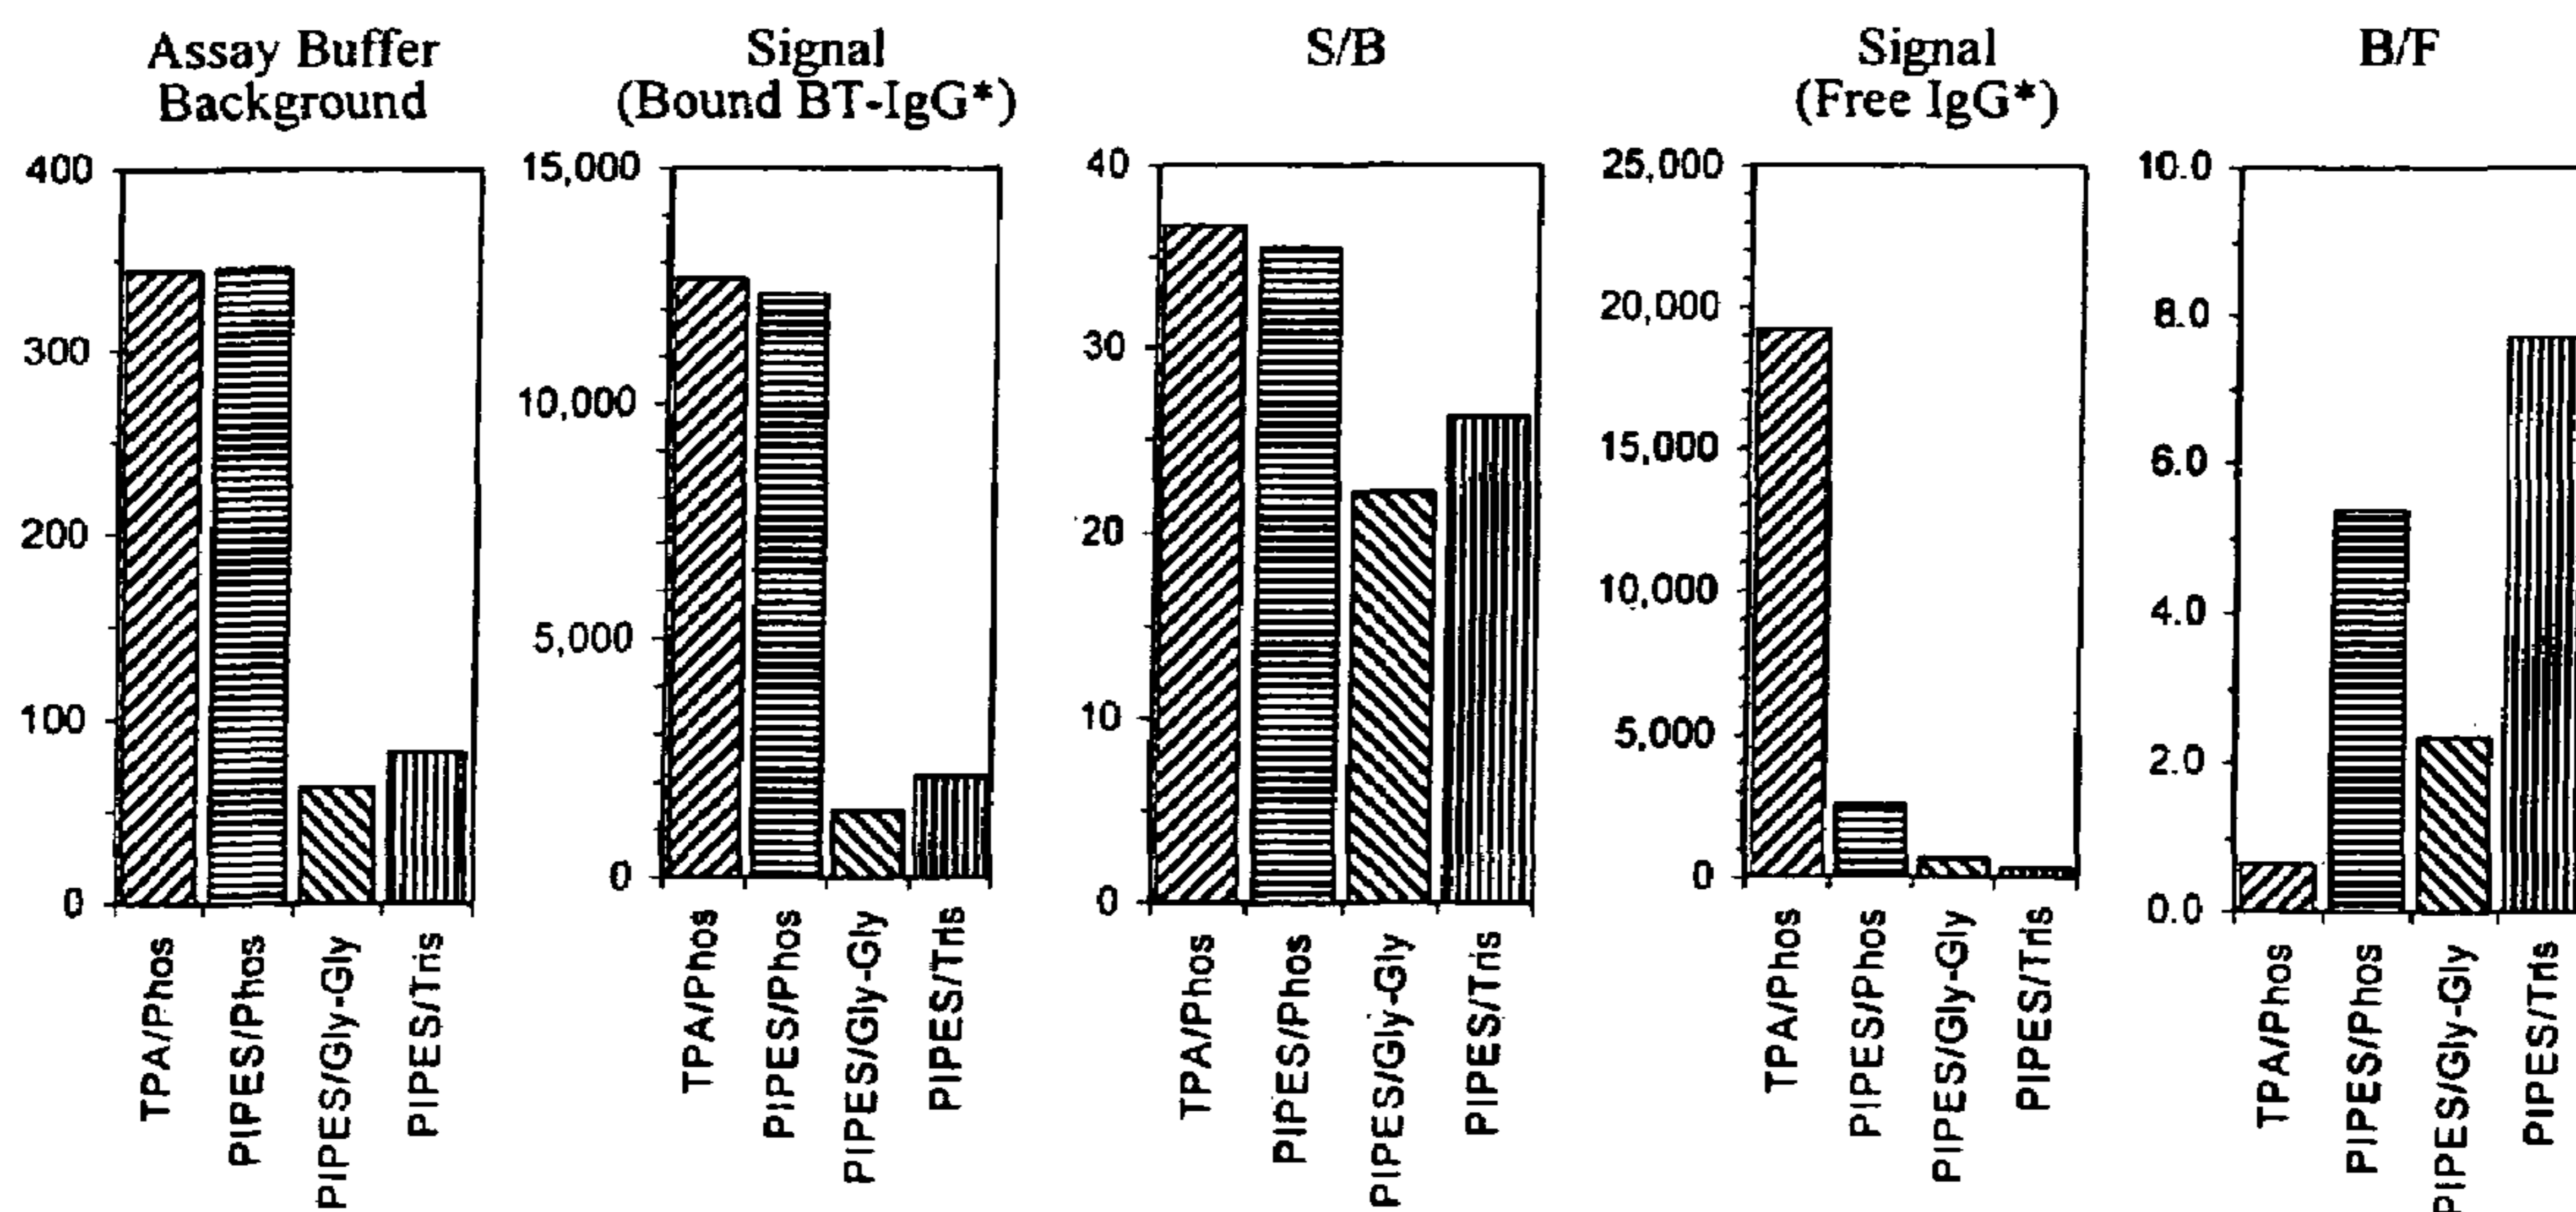 Assay Buffer
Background
400
300
200
100
0
TPA/Phos
PIPES/Phos
PIPES/Gly-Gly
PIPES/Tris
Signal
(Bound BT-IgG*)
15,000
10,000
5,000
0
TPA/Phos
PIPES/Phos
PIPES/Gly-Gly
PIPES/Tris
S/B
40
30
20
10
0
TPA/Phos
PIPES/Phos
PIPES/Gly-Gly
PIPES/Tris
Signal
(Free IgG*)
25,000
20,000
15,000
10,000
5,000
0
TPA/Phos
PIPES/Phos
PIPES/Gly-Gly
PIPES/Tris
B/F
10.0
8.0
6.0
4.0
2.0
0.0
TPA/Phos
PIPES/Phos
PIPES/Gly-Gly
PIPES/Tris